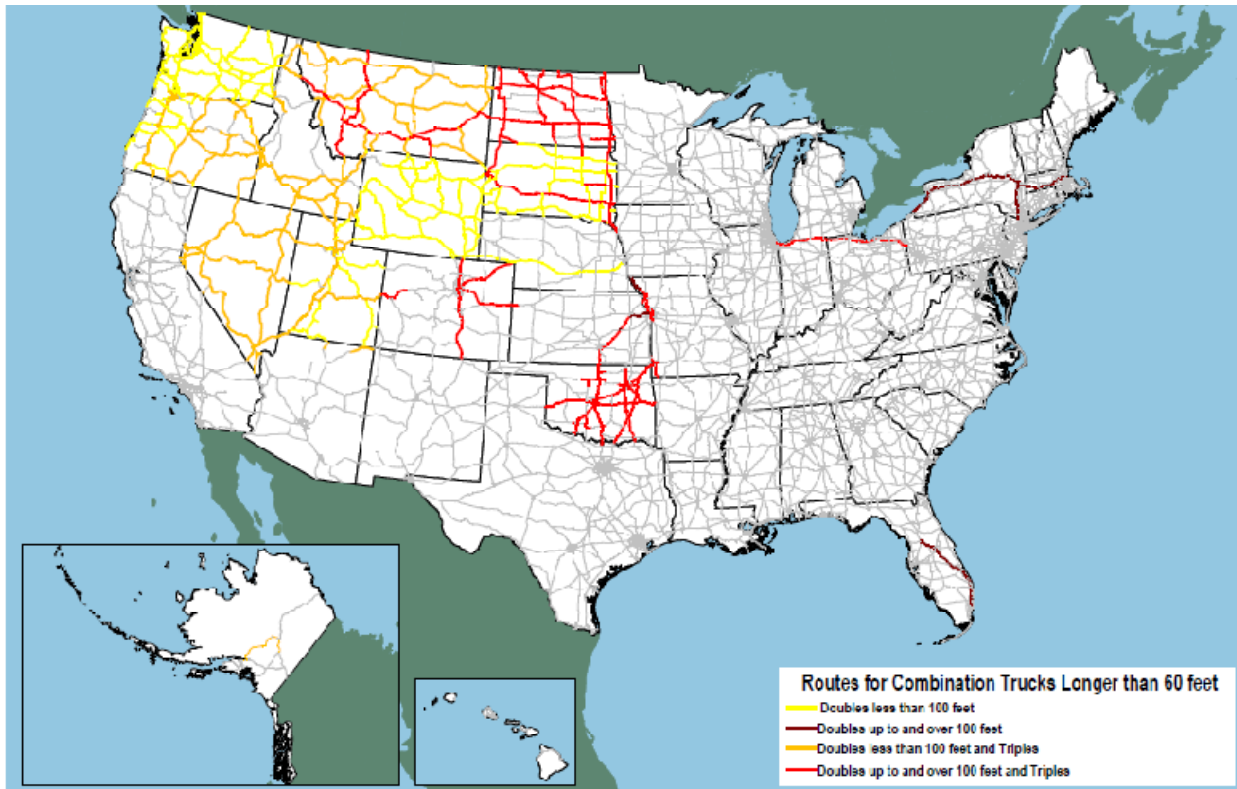 Routes for Combination Trucks Longer than 60 feet
Doubles less than 100 feet
Doubles up to and over 100 feet
Doubles less than 100 feet and Triples
Doubles up to and over 100 feet and Triples